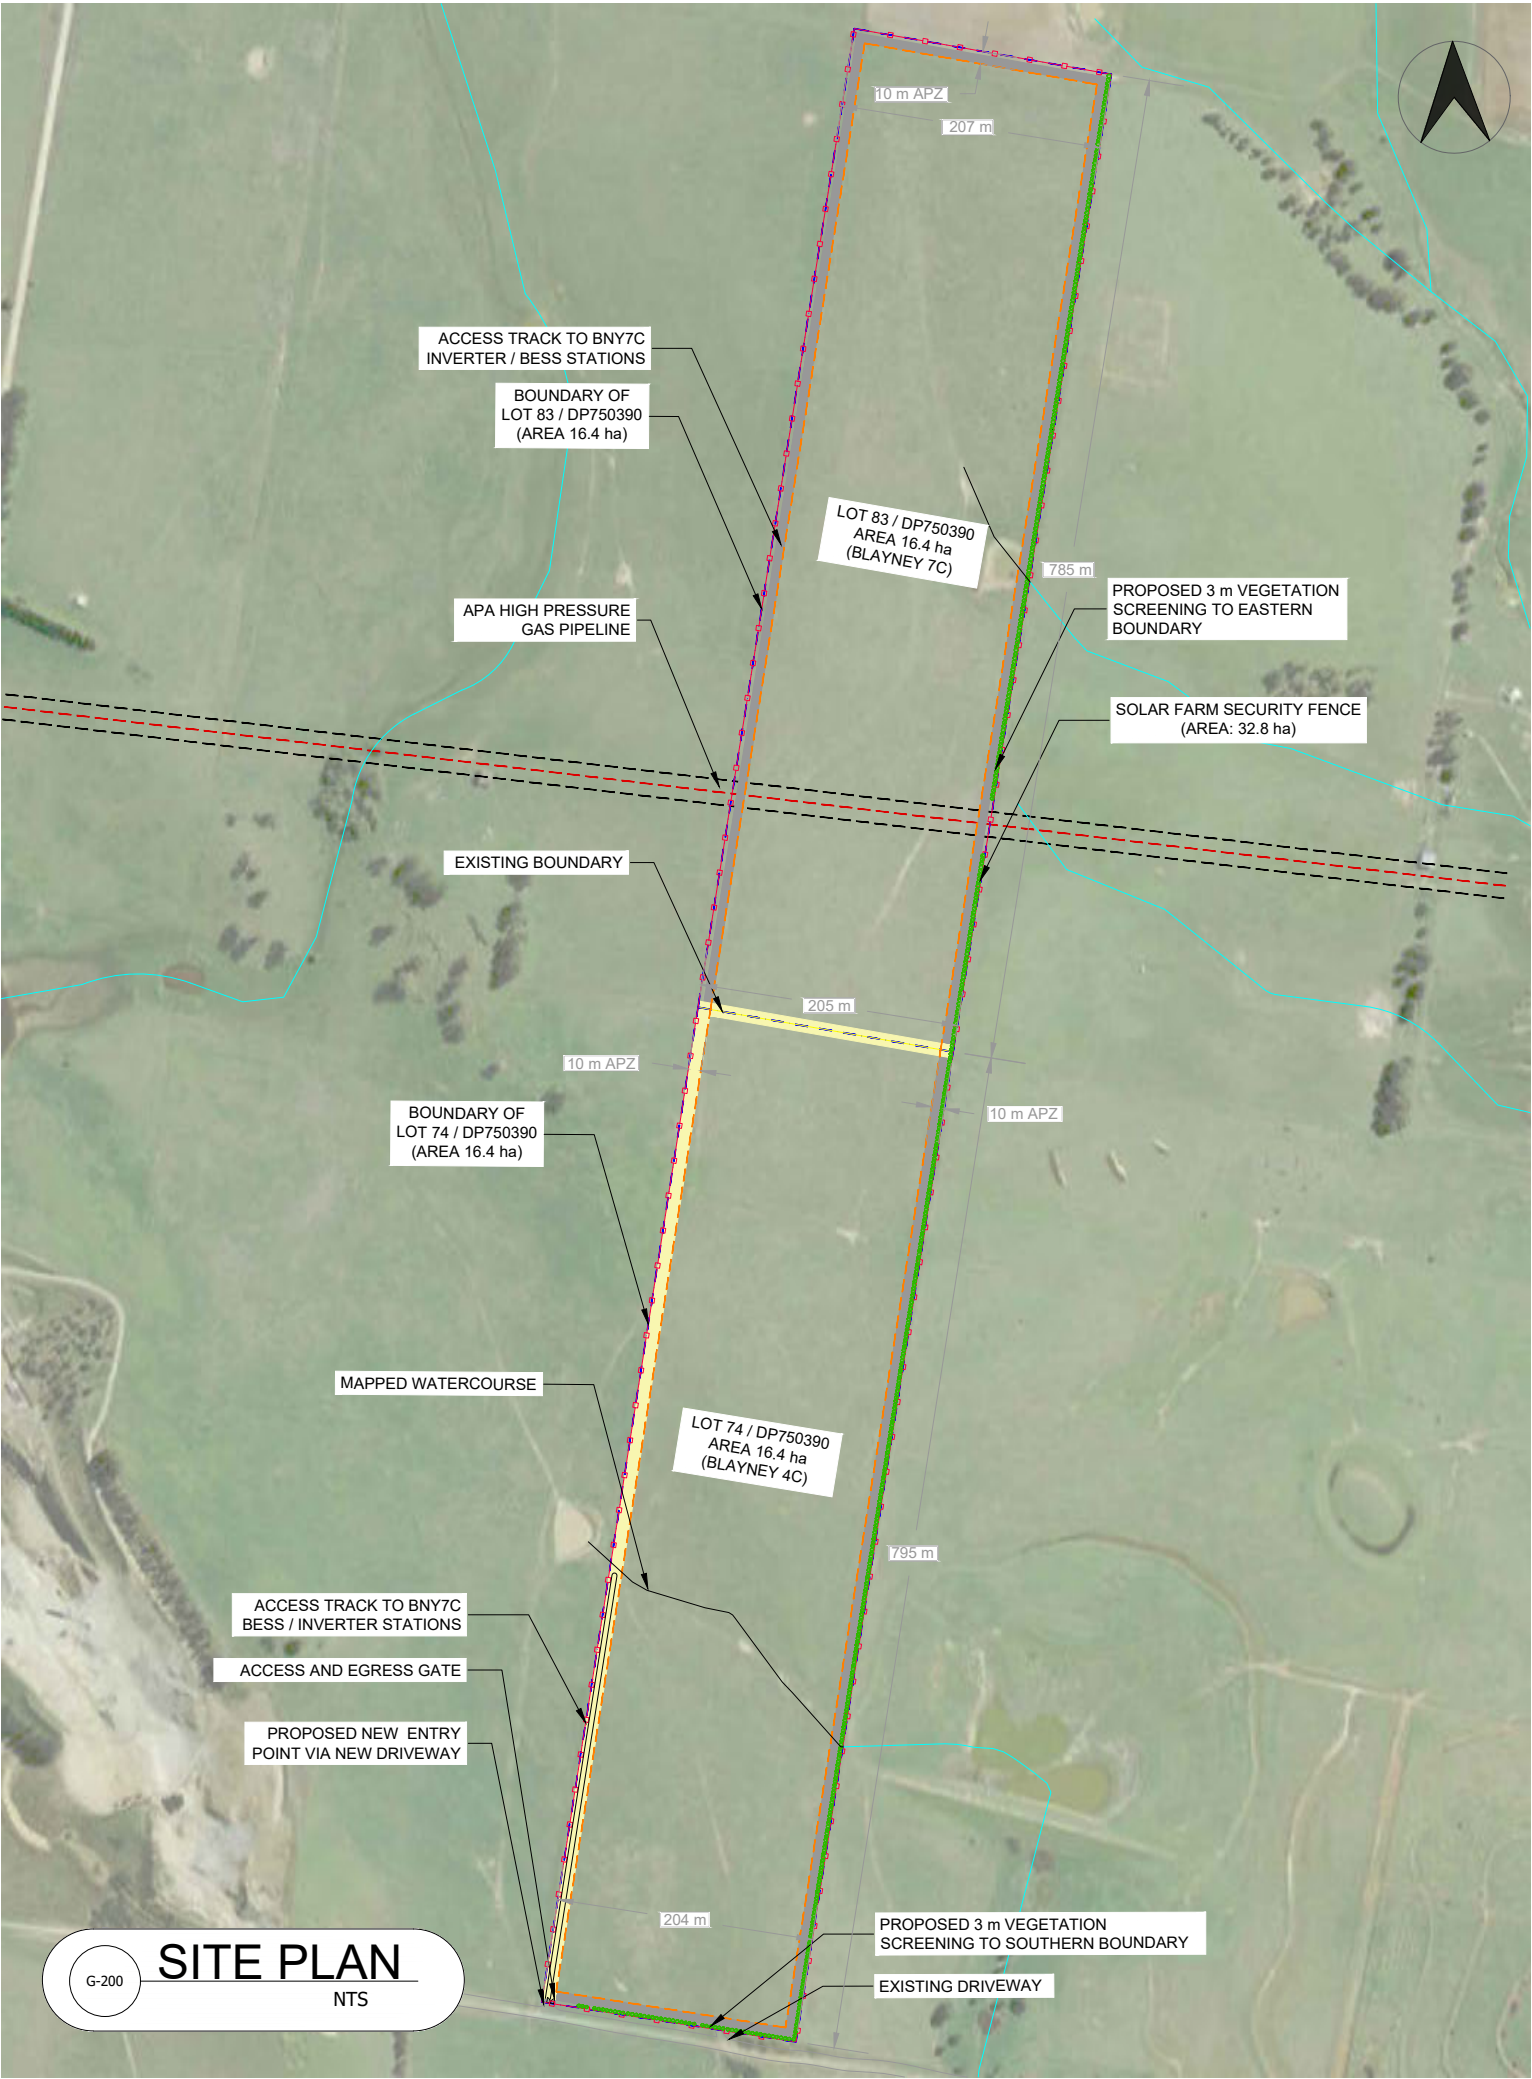 10 m APZ
207 m
ACCESS TRACK TO BNY7C
INVERTER / BESS STATIONS
BOUNDARY OF
LOT 83 / DP750390
(AREA 16.4 ha)
LOT 83 / DP750390
AREA 16.4 ha
(BLAYNEY 7C)
785 m
APA HIGH PRESSURE
GAS PIPELINE
PROPOSED 3 m VEGETATION
SCREENING TO EASTERN
BOUNDARY
SOLAR FARM SECURITY FENCE
(AREA: 32.8 ha)
EXISTING BOUNDARY
205 m
10 m APZ
10 m APZ
BOUNDARY OF
LOT 74 / DP750390
(AREA 16.4 ha)
MAPPED WATERCOURSE
LOT 74 / DP750390
AREA 16.4 ha
(BLAYNEY 4C)
795 m
ACCESS TRACK TO BNY7C
BESS / INVERTER STATIONS
ACCESS AND EGRESS GATE
PROPOSED NEW ENTRY
POINT VIA NEW DRIVEWAY
204 m
PROPOSED 3 m VEGETATION
SCREENING TO SOUTHERN BOUNDARY
EXISTING DRIVEWAY
G-200
SITE PLAN
NTS